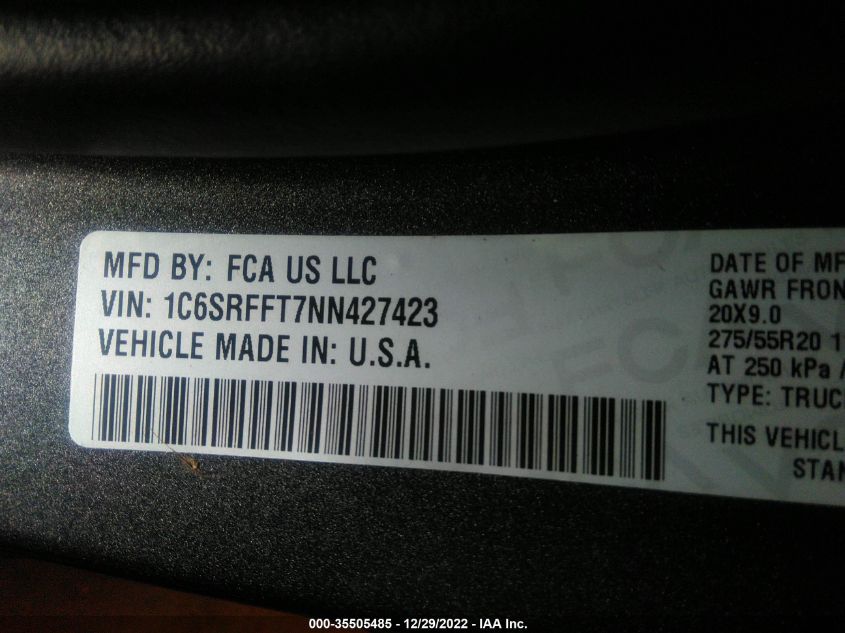 MFD BY: FCA US LLC
VIN: 1C6SRFFT7NN427423
VEHICLE MADE IN: U.S.A.
DATE OF MF
GAWR FRON
20X9.0
275/55R20 1
AT 250 kPa /
TYPE: TRUC
THIS VEHICL
STAN
000-35505485 - 12/29/2022 - IAA Inc.